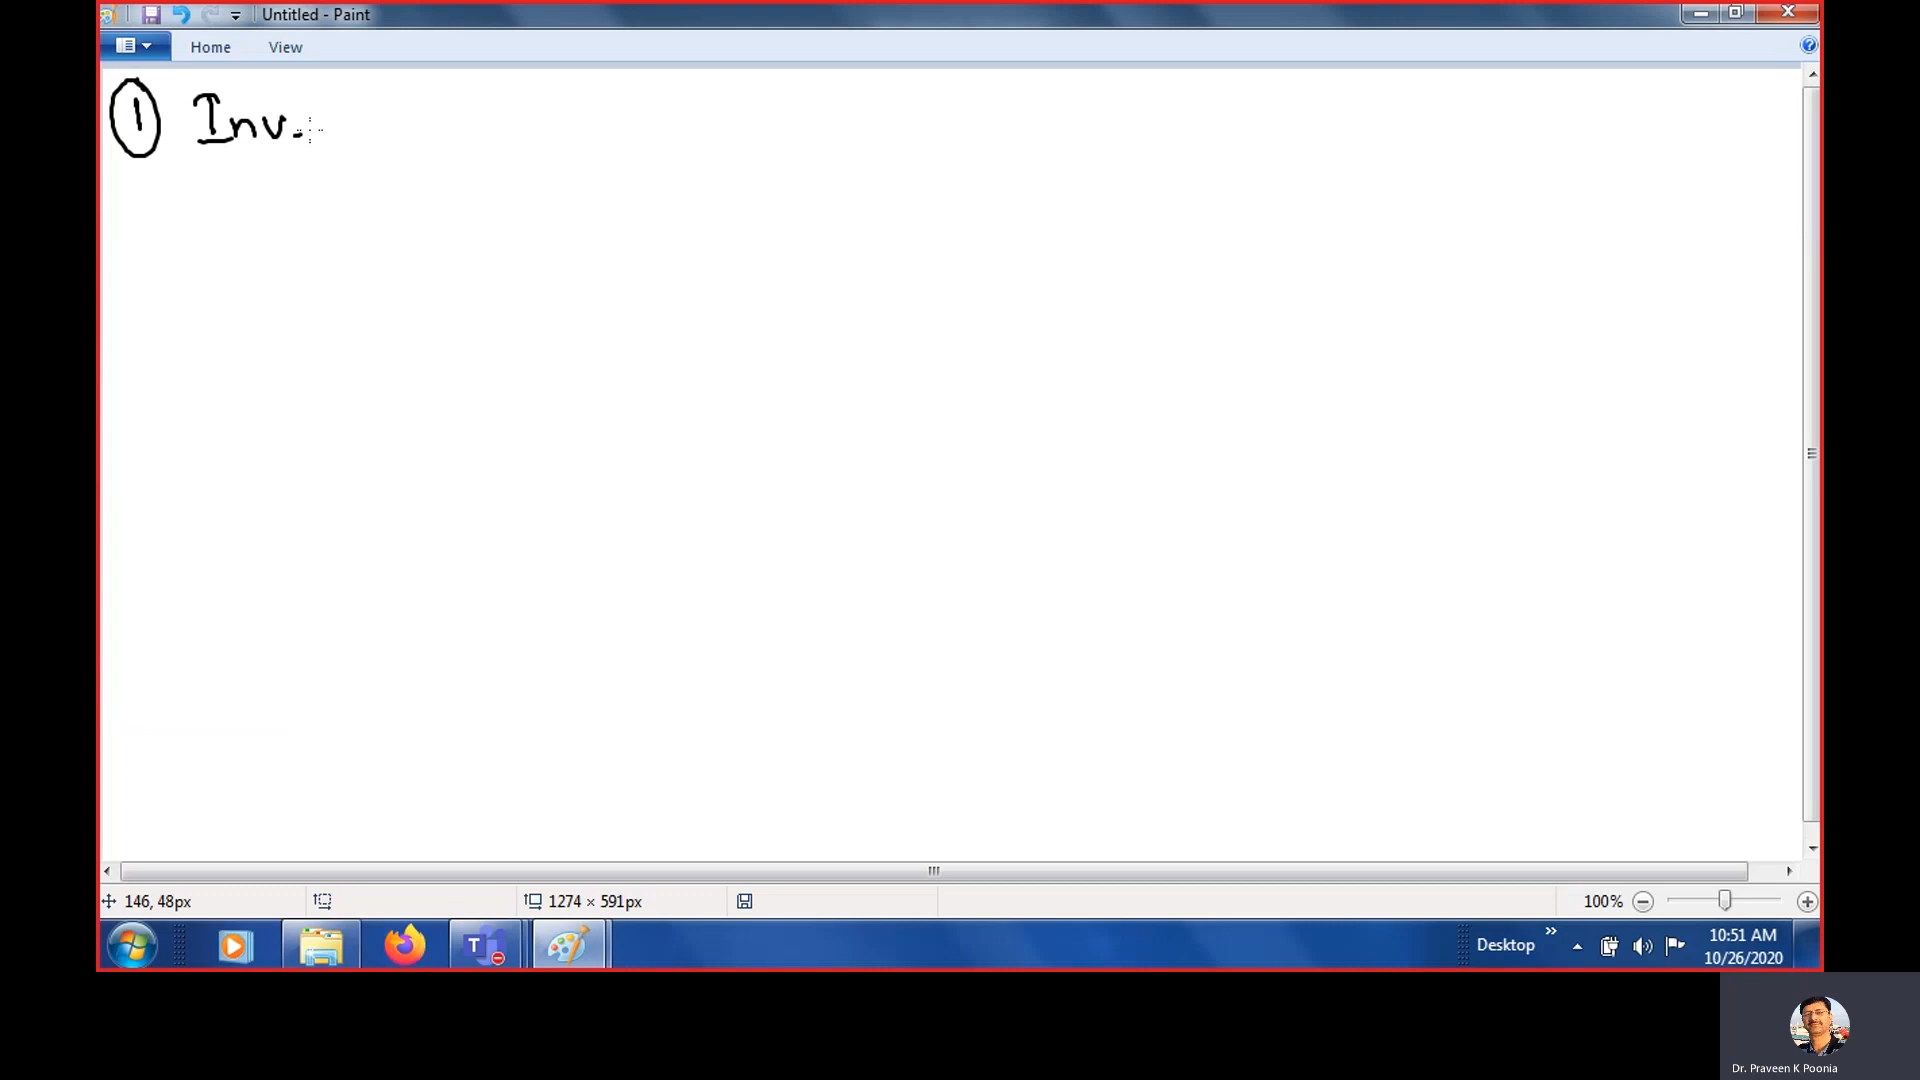 Untitled - Paint
Home View
① Inv.
146, 48px 1274 × 591px 100%
Desktop » 10:51 AM
10/26/2020
Dr. Praveen K Poonia